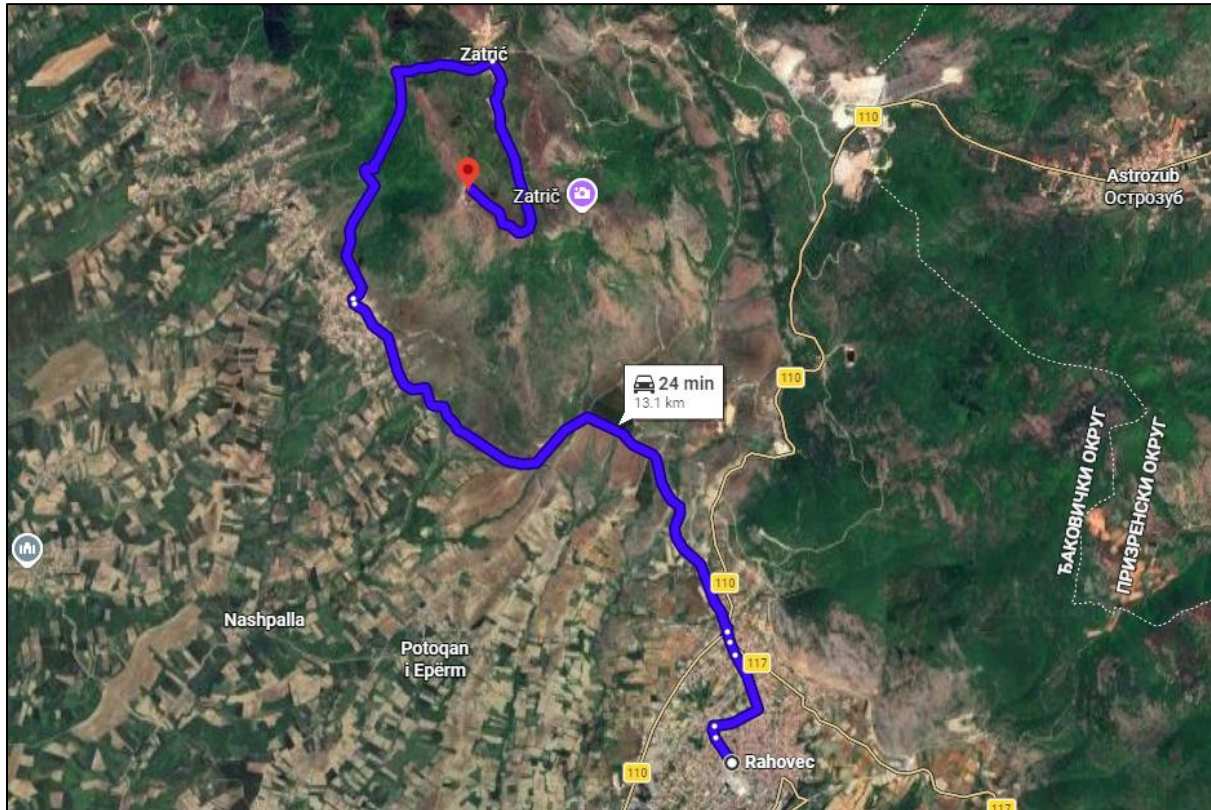 Zatrić
110
Astrozub
Острозуб
Zatrič
24 min
13.1 km
110
ЂАКОВИЧКИ ОКРУГ
ПРИЗРЕНСКИ ОКРУГ
110
Nashpalla
Potoqan
i Epërm
117
Rahovec
110
117